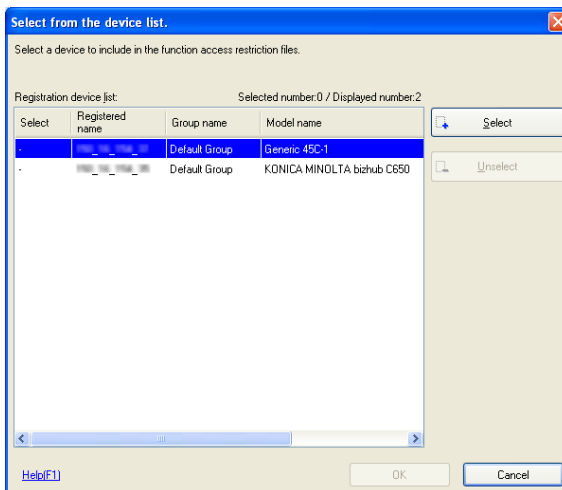 Select from the device list.
Select a device to include in the function access restriction files.
Registration device list: Selected number:0 / Displayed number:2
Select Registered name Group name Model name
- Default Group Generic 45C-1
- Default Group KONICA MINOLTA bizhub C650
Select
Unselect
Help(F1)
OK Cancel